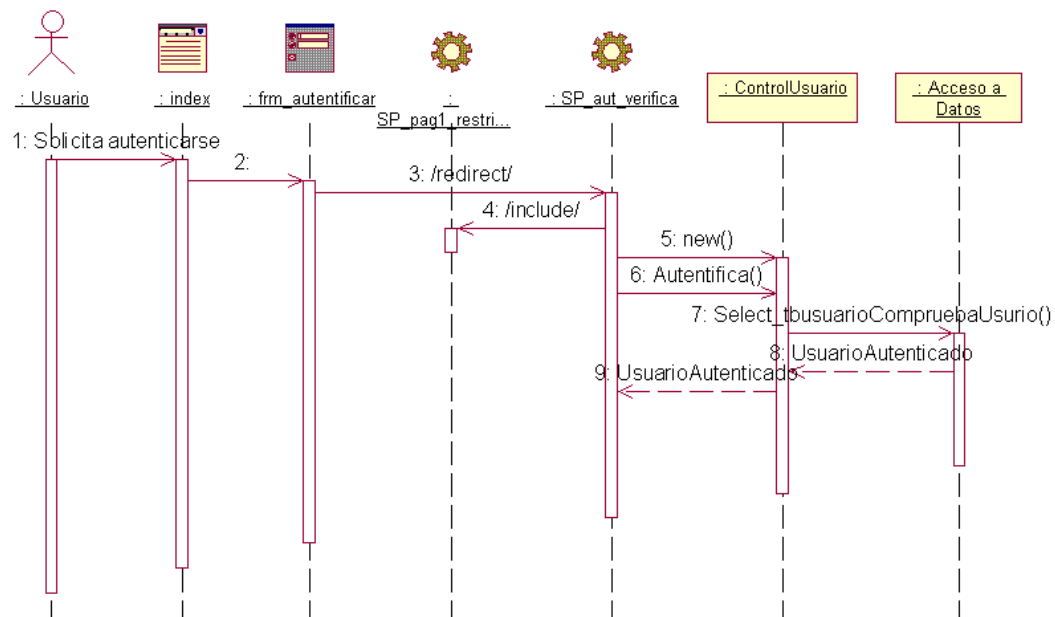 : Usuario
: index
: frm_autentificar
:
SP_pag1_restri...
: SP_aut_verifica
: ControlUsuario
: Acceso a
Datos
1: Solicita autenticarse
2:
3: /redirect/
4: /include/
5: new()
6: Autentifica()
7: Select_tbusuarioCompruebaUsurio()
8: UsuarioAutenticado
9: UsuarioAutenticado